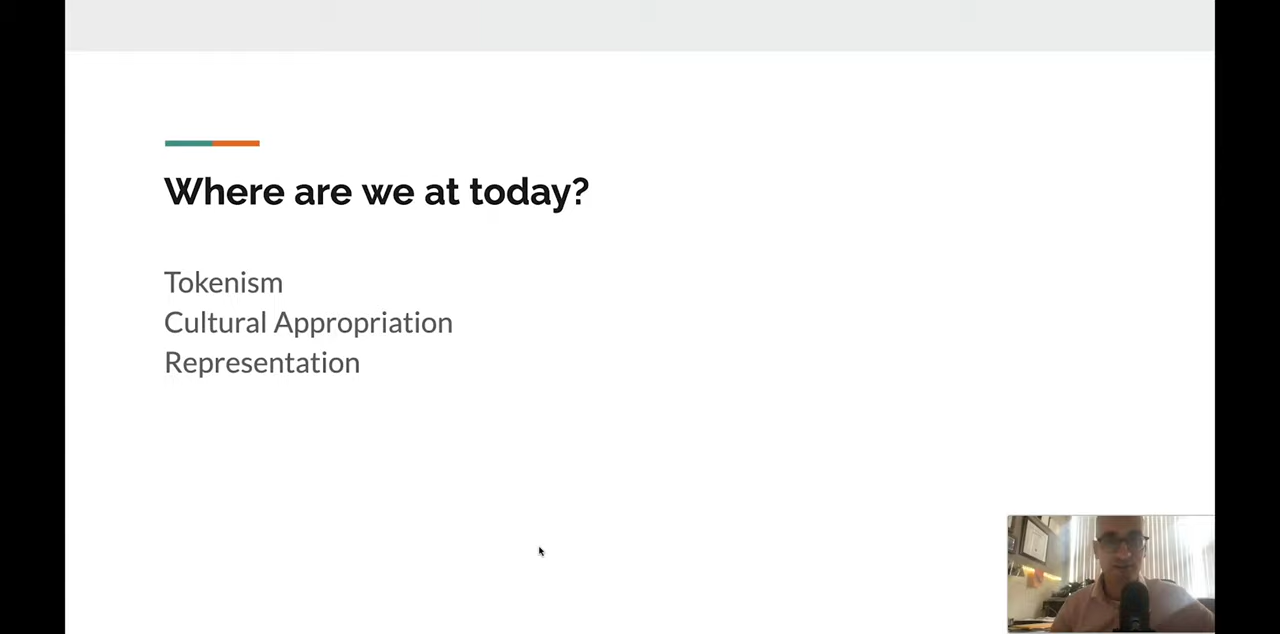 Where are we at today?
Tokenism
Cultural Appropriation
Representation